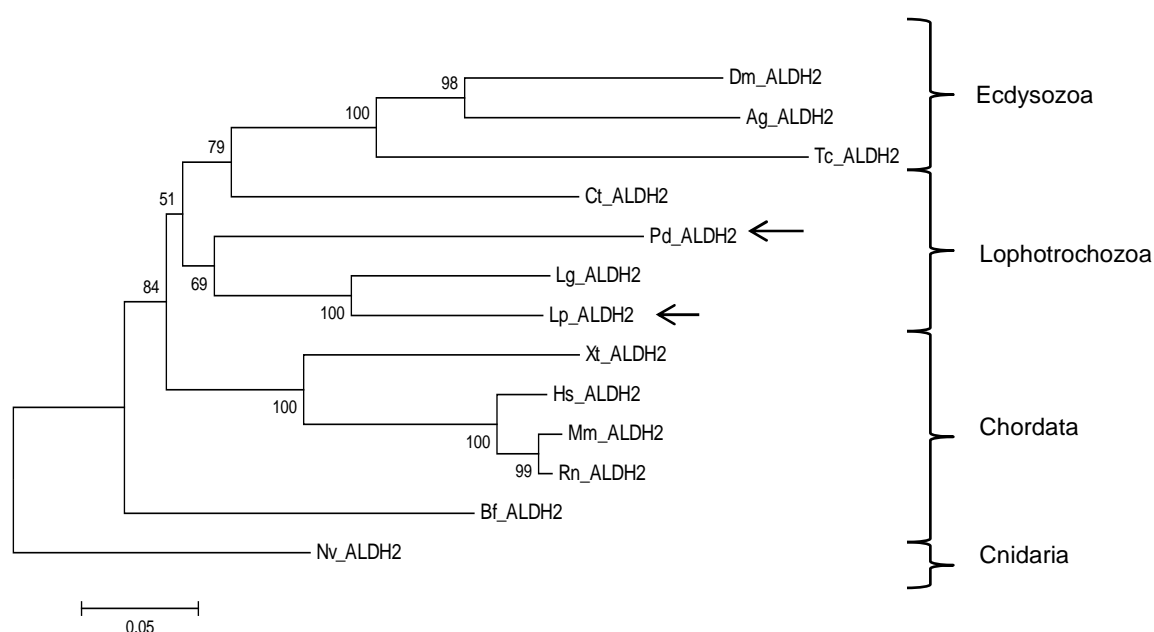 98
Dm_ALDH2
Ecdysozoa
100
Ag_ALDH2
79
Tc_ALDH2
51
Ct_ALDH2
Pd_ALDH2
Lophotrochozoa
69
Lg_ALDH2
84
100
Lp_ALDH2
Xt_ALDH2
100
Hs_ALDH2
Chordata
100
Mm_ALDH2
99
Rn_ALDH2
Bf_ALDH2
Nv_ALDH2
Cnidaria
0.05